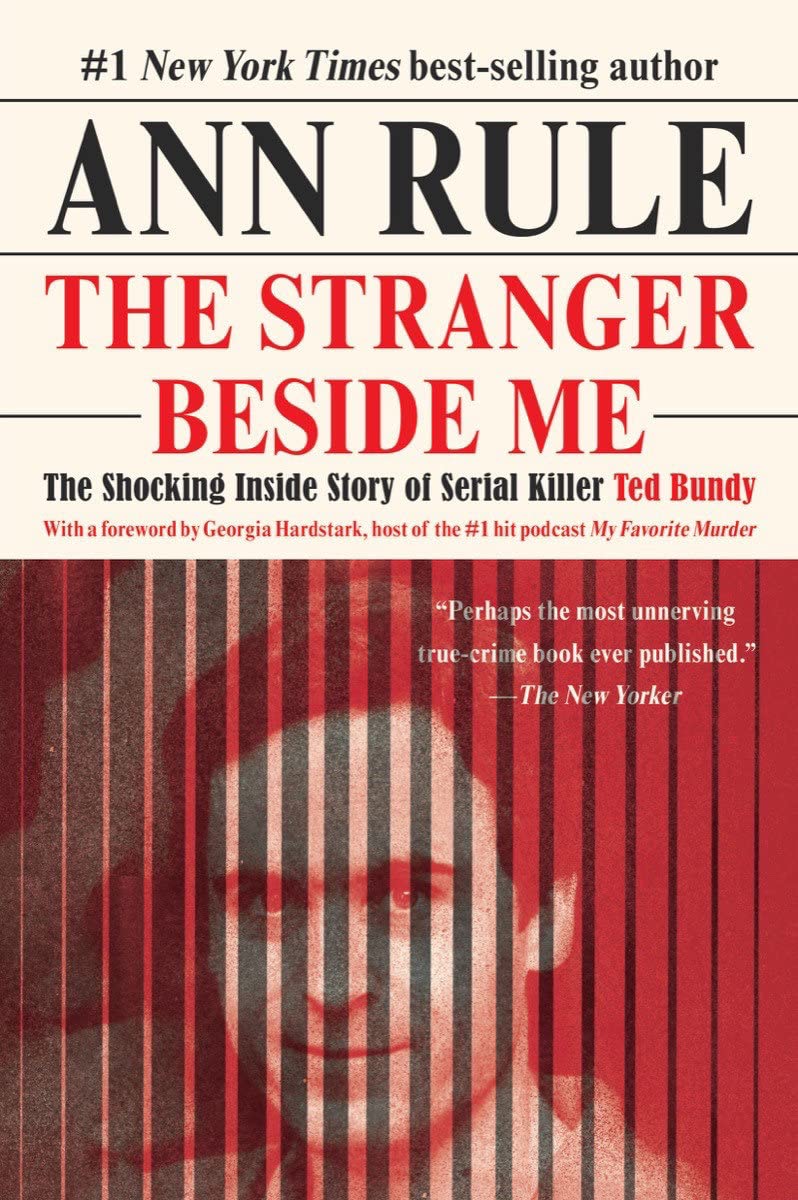 #1 New York Times best-selling author
ANN RULE
THE STRANGER
BESIDE ME
The Shocking Inside Story of Serial Killer Ted Bundy
With a foreword by Georgia Hardstark, host of the #1 hit podcast My Favorite Murder
“Perhaps the most unnerving
true-crime book ever published.”
—The New Yorker